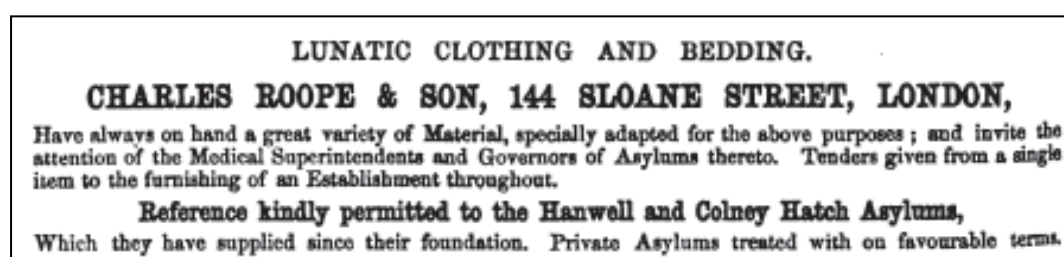 LUNATIC CLOTHING AND BEDDING.
CHARLES ROOPE & SON, 144 SLOANE STREET, LONDON,
Have always on hand a great variety of Material, specially adapted for the above purposes; and invite the
attention of the Medical Superintendents and Governors of Asylums thereto. Tenders given from a single
item to the furnishing of an Establishment throughout.
Reference kindly permitted to the Hanwell and Colney Hatch Asylums,
Which they have supplied since their foundation. Private Asylums treated with on favourable terms.